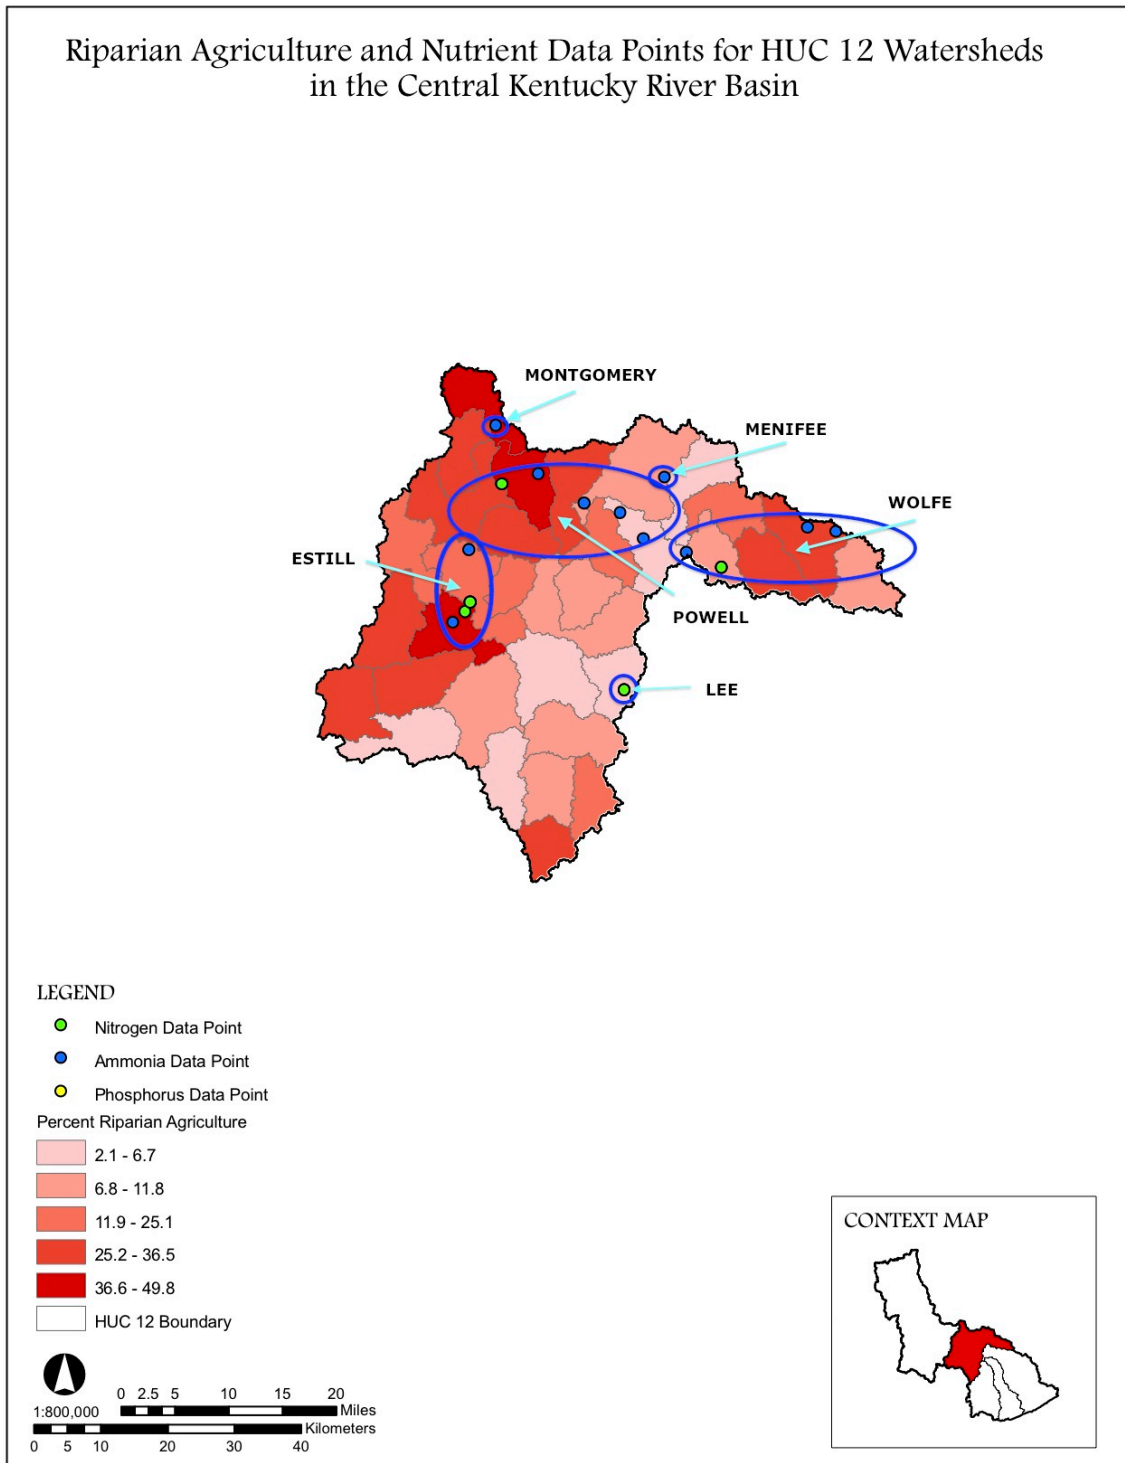 Riparian Agriculture and Nutrient Data Points for HUC 12 Watersheds
in the Central Kentucky River Basin
MONTGOMERY
MENIFEE
WOLFE
ESTILL
POWELL
LEE
LEGEND
Nitrogen Data Point
Ammonia Data Point
Phosphorus Data Point
Percent Riparian Agriculture
2.1 - 6.7
6.8 - 11.8
11.9 - 25.1
25.2 - 36.5
36.6 - 49.8
HUC 12 Boundary
CONTEXT MAP
0 2.5 5 10 15 20
1:800,000 Miles
Kilometers
0 5 10 20 30 40